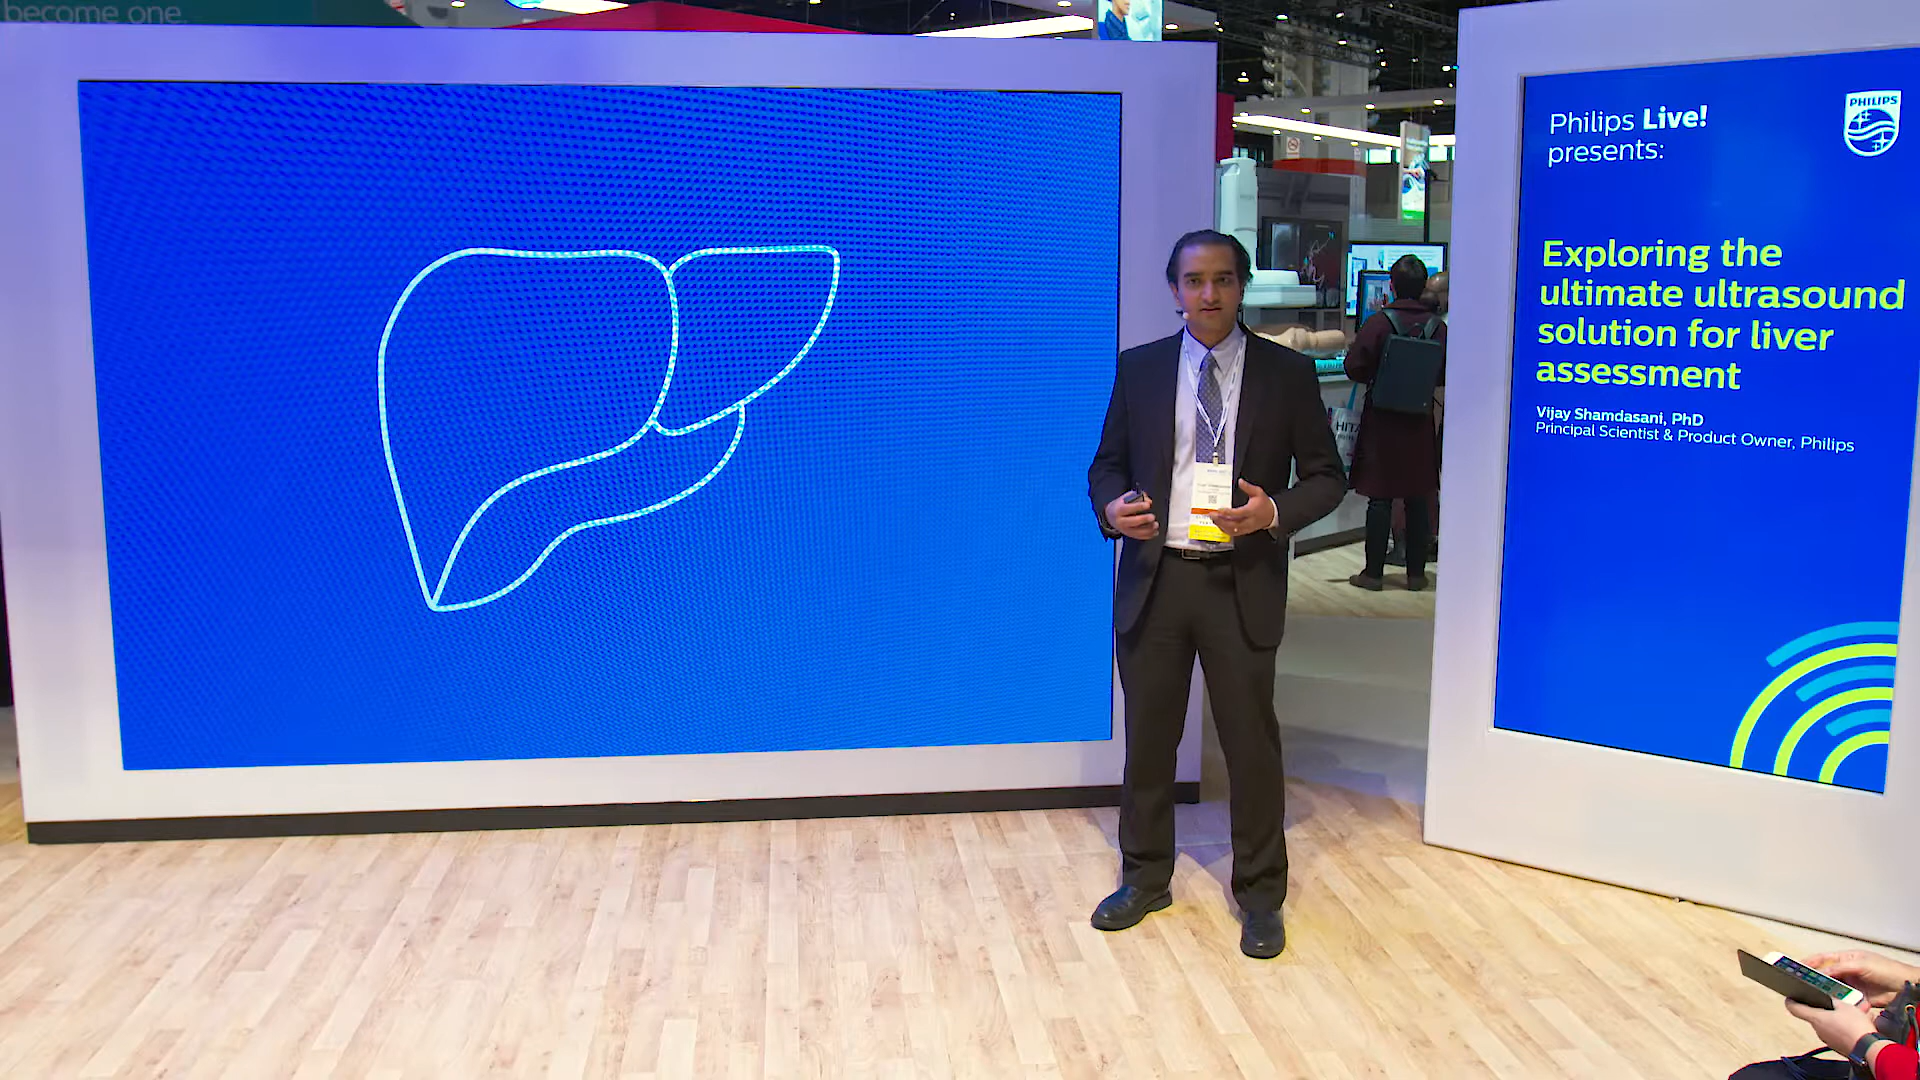 become one.
Philips Live!
presents:
PHILIPS
Exploring the
ultimate ultrasound
solution for liver
assessment
Vijay Shamdasani, PhD
Principal Scientist & Product Owner, Philips